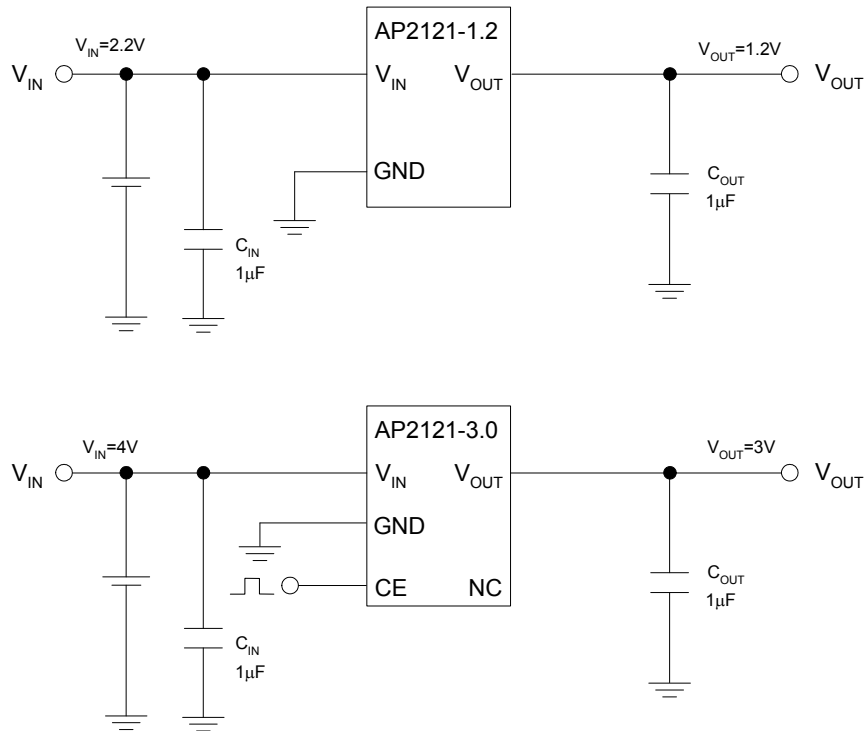 AP2121-1.2
V_IN=2.2V
V_OUT=1.2V
V_IN
V_IN
V_OUT
V_OUT
GND
C_OUT
1μF
C_IN
1μF
AP2121-3.0
V_IN=4V
V_OUT=3V
V_IN
V_IN
V_OUT
V_OUT
GND
CE
NC
C_OUT
1μF
C_IN
1μF